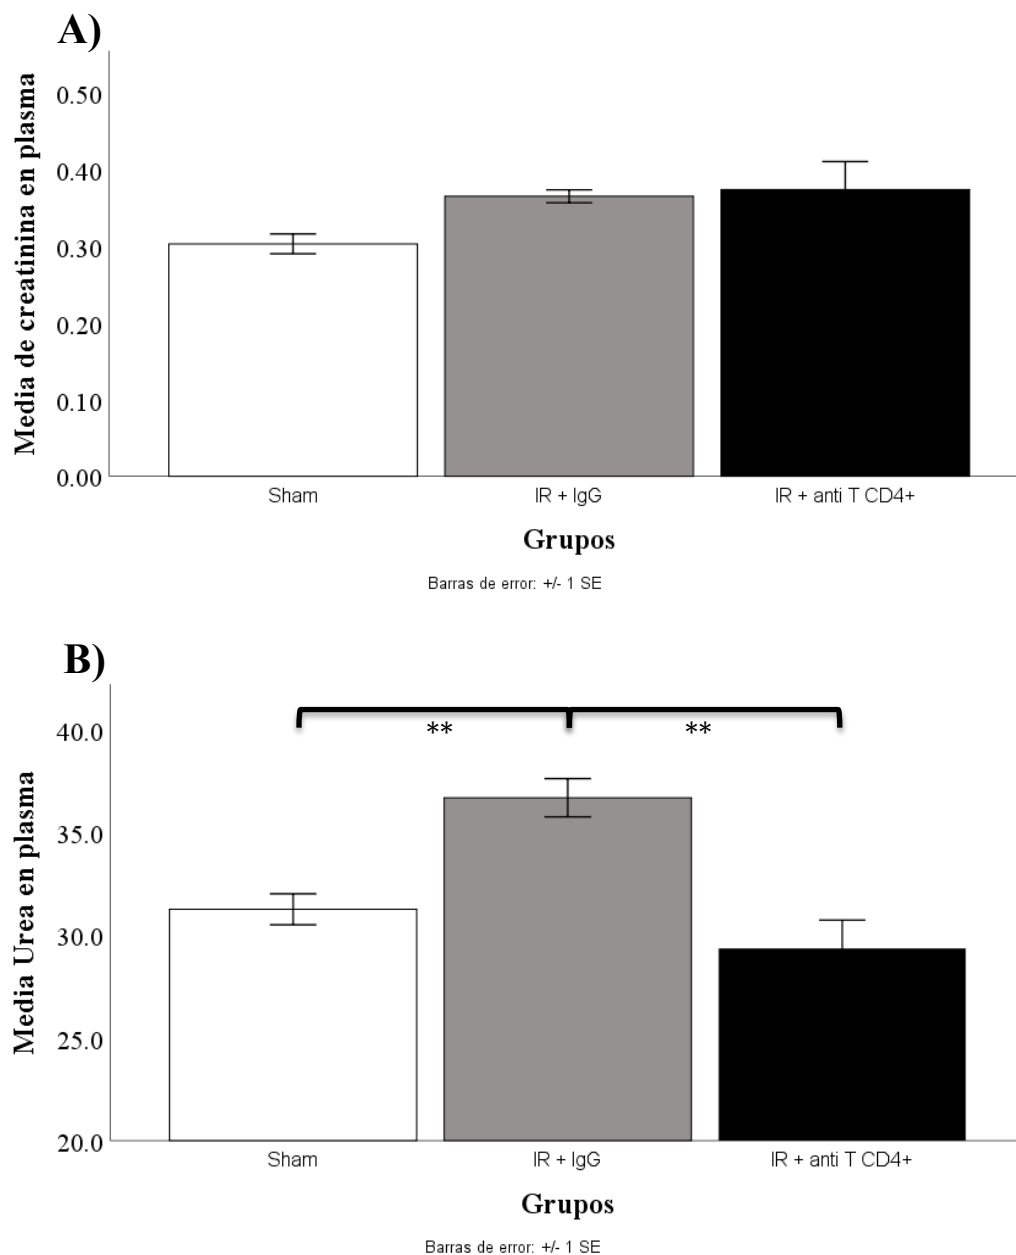 A)
Media de creatinina en plasma
0.50
0.40
0.30
0.20
0.10
0.00
Sham IR + IgG IR + anti T CD4+
Grupos
Barras de error: +/- 1 SE
B)
Media Urea en plasma
** **
40.0
35.0
30.0
25.0
20.0
Sham IR + IgG IR + anti T CD4+
Grupos
Barras de error: +/- 1 SE